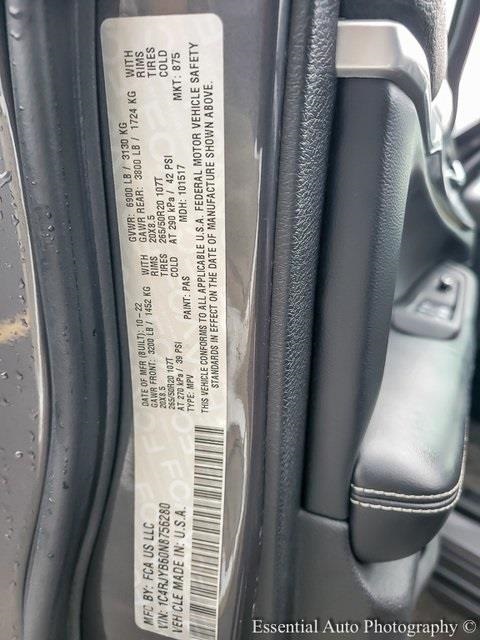 MFD BY: FCA US LLC
DATE OF MFR (BUILT): 10-22
GVWR: 6900 LB / 3130 KG
GAWR FRONT: 3200 LB / 1452 KG WITH
GAWR REAR: 3800 LB / 1724 KG WITH
20X8.5 RIMS
20X8.5 RIMS
265/50R20 107T TIRES
265/50R20 107T TIRES
AT 270 kPa / 39 PSI COLD
AT 290 kPa / 42 PSI COLD
VIN: 1C4RJYB60N8756280
TYPE: MPV PAINT: PAS MDH: 101517 MKT: 875
VEHICLE MADE IN: U.S.A.
THIS VEHICLE CONFORMS TO ALL APPLICABLE U.S.A. FEDERAL MOTOR VEHICLE SAFETY
STANDARDS IN EFFECT ON THE DATE OF MANUFACTURE SHOWN ABOVE.
Essential Auto Photography